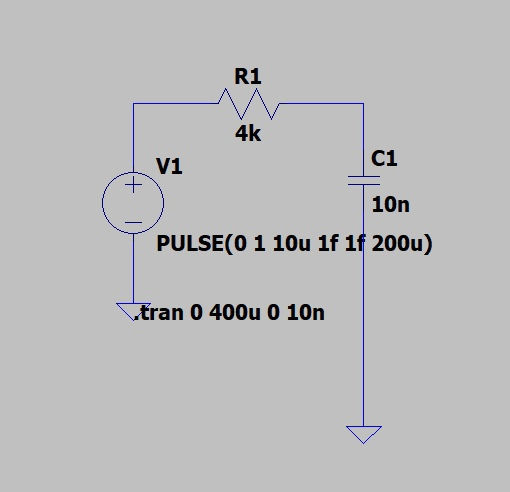 R1
4k
V1
C1
10n
PULSE(0 1 10u 1f 1f 200u)
.tran 0 400u 0 10n